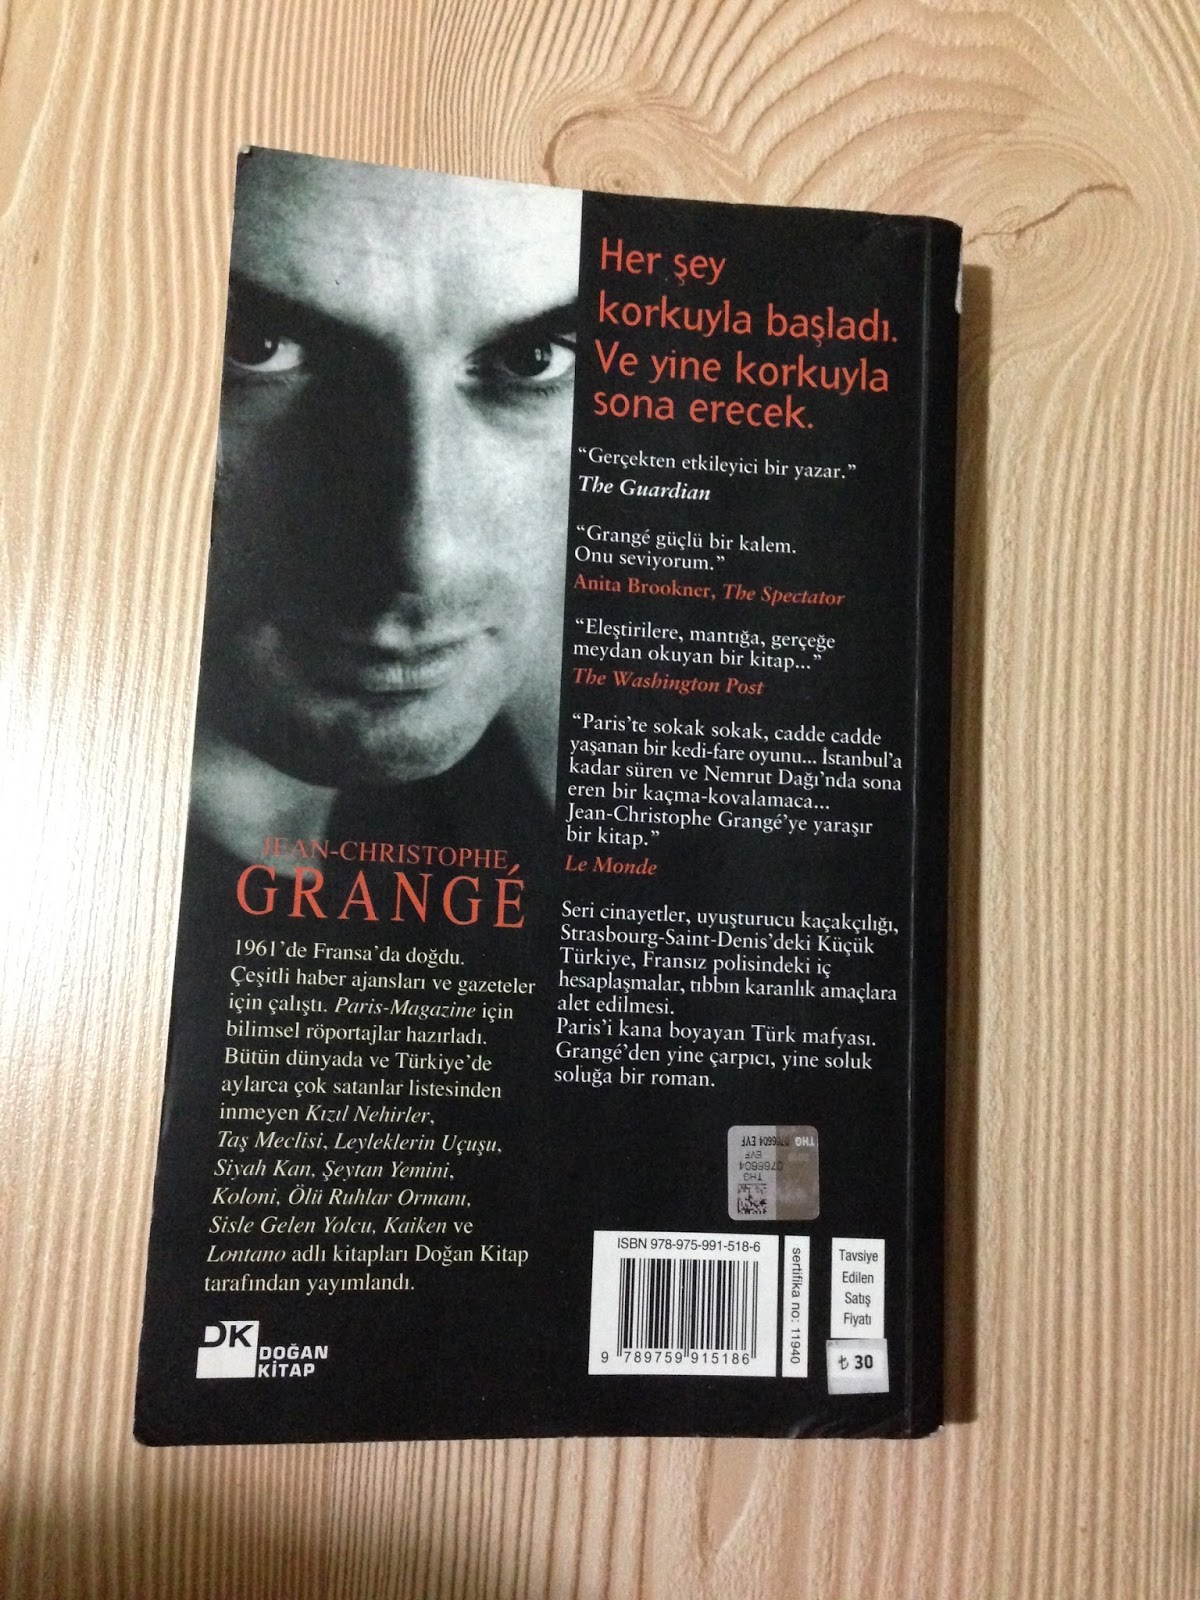 Her şey
korkuyla başladı.
Ve yine korkuyla
sona erecek.
“Gerçekten etkileyici bir yazar.”
The Guardian
“Grangé güçlü bir kalem.
Onu seviyorum.”
Anita Brookner, The Spectator
“Eleştirilere, mantığa, gerçeğe
meydan okuyan bir kitap...”
The Washington Post
“Paris’te sokak sokak, cadde cadde
yaşanan bir kedi-fare oyunu... İstanbul’a
kadar süren ve Nemrut Dağı’nda sona
eren bir kaçma-kovalamaca...
Jean-Christophe Grangé’ye yaraşır
bir kitap.”
Le Monde
Seri cinayetler, uyuşturucu kaçakçılığı,
Strasbourg-Saint-Denis’deki Küçük
Türkiye, Fransız polisindeki iç
hesaplaşmalar, tıbbın karanlık amaçlara
alet edilmesi.
Paris’i kana boyayan Türk mafyası.
Grangé’den yine çarpıcı, yine soluk
soluğa bir roman.
JEAN-CHRISTOPHE
GRANGÉ
1961’de Fransa’da doğdu.
Çeşitli haber ajansları ve gazeteler
için çalıştı. Paris-Magazine için
bilimsel röportajlar hazırladı.
Bütün dünyada ve Türkiye’de
aylarca çok satanlar listesinden
inmeyen Kızıl Nehirler,
Taş Meclisi, Leyleklerin Uçuşu,
Siyah Kan, Şeytan Yemini,
Koloni, Ölü Ruhlar Ormanı,
Sisle Gelen Yolcu, Kaiken ve
Lontano adlı kitapları Doğan Kitap
tarafından yayımlandı.
DK
DOĞAN
KİTAP
THG 0766604 EVF
THG
0766604
EVF
ISBN 978-975-991-518-6
9 789759 915186
sertifika no: 11940
Tavsiye
Edilen
Satış
Fiyatı
₺ 30